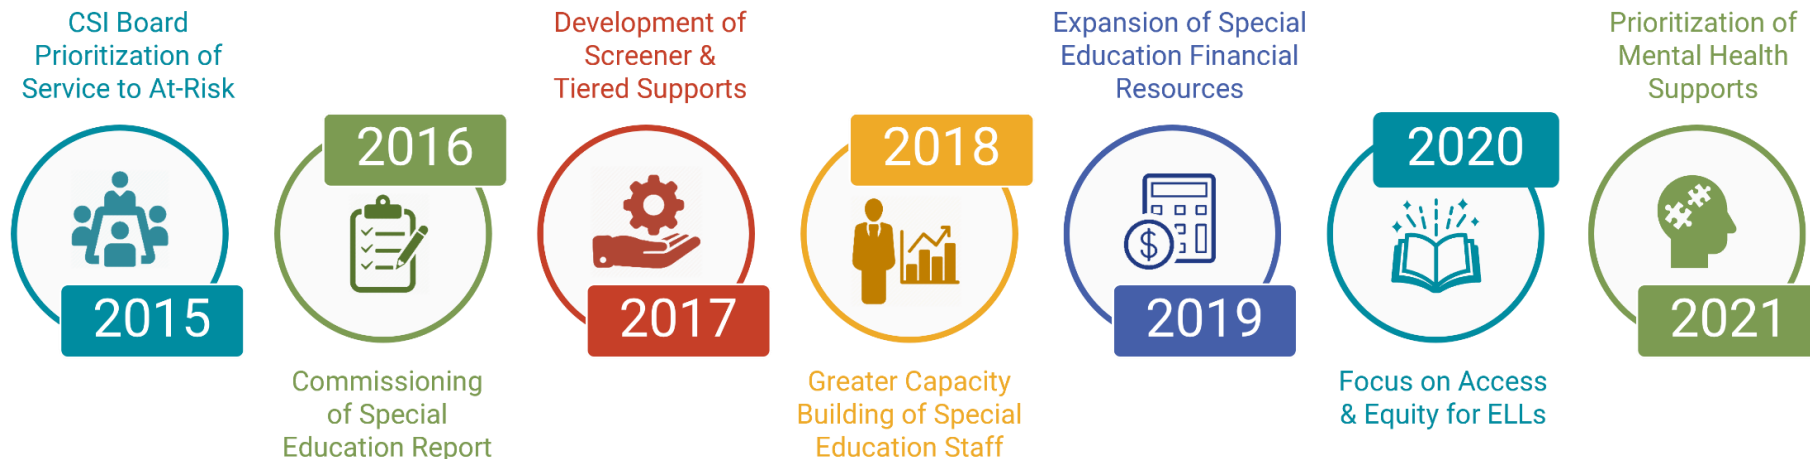 CSI Board
Prioritization of
Service to At-Risk
2015
2016
Commissioning
of Special
Education Report
Development of
Screener &
Tiered Supports
2017
2018
Greater Capacity
Building of Special
Education Staff
Expansion of Special
Education Financial
Resources
2019
2020
Focus on Access
& Equity for ELLs
Prioritization of
Mental Health
Supports
2021